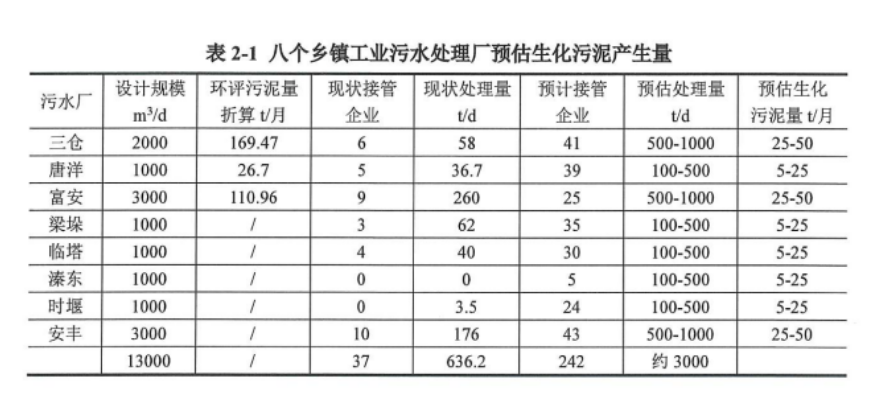 表 2-1 八个乡镇工业污水处理厂预估生化污泥产生量
污水厂 设计规模 m³/d 环评污泥量 折算 t/月 现状接管 企业 现状处理量 t/d 预计接管 企业 预估处理量 t/d 预估生化 污泥量 t/月
三仓 2000 169.47 6 58 41 500-1000 25-50
唐洋 1000 26.7 5 36.7 39 100-500 5-25
富安 3000 110.96 9 260 25 500-1000 25-50
梁垛 1000 / 3 62 35 100-500 5-25
临塔 1000 / 4 40 30 100-500 5-25
溱东 1000 / 0 0 5 100-500 5-25
时堰 1000 / 0 3.5 24 100-500 5-25
安丰 3000 / 10 176 43 500-1000 25-50
13000 / 37 636.2 242 约 3000